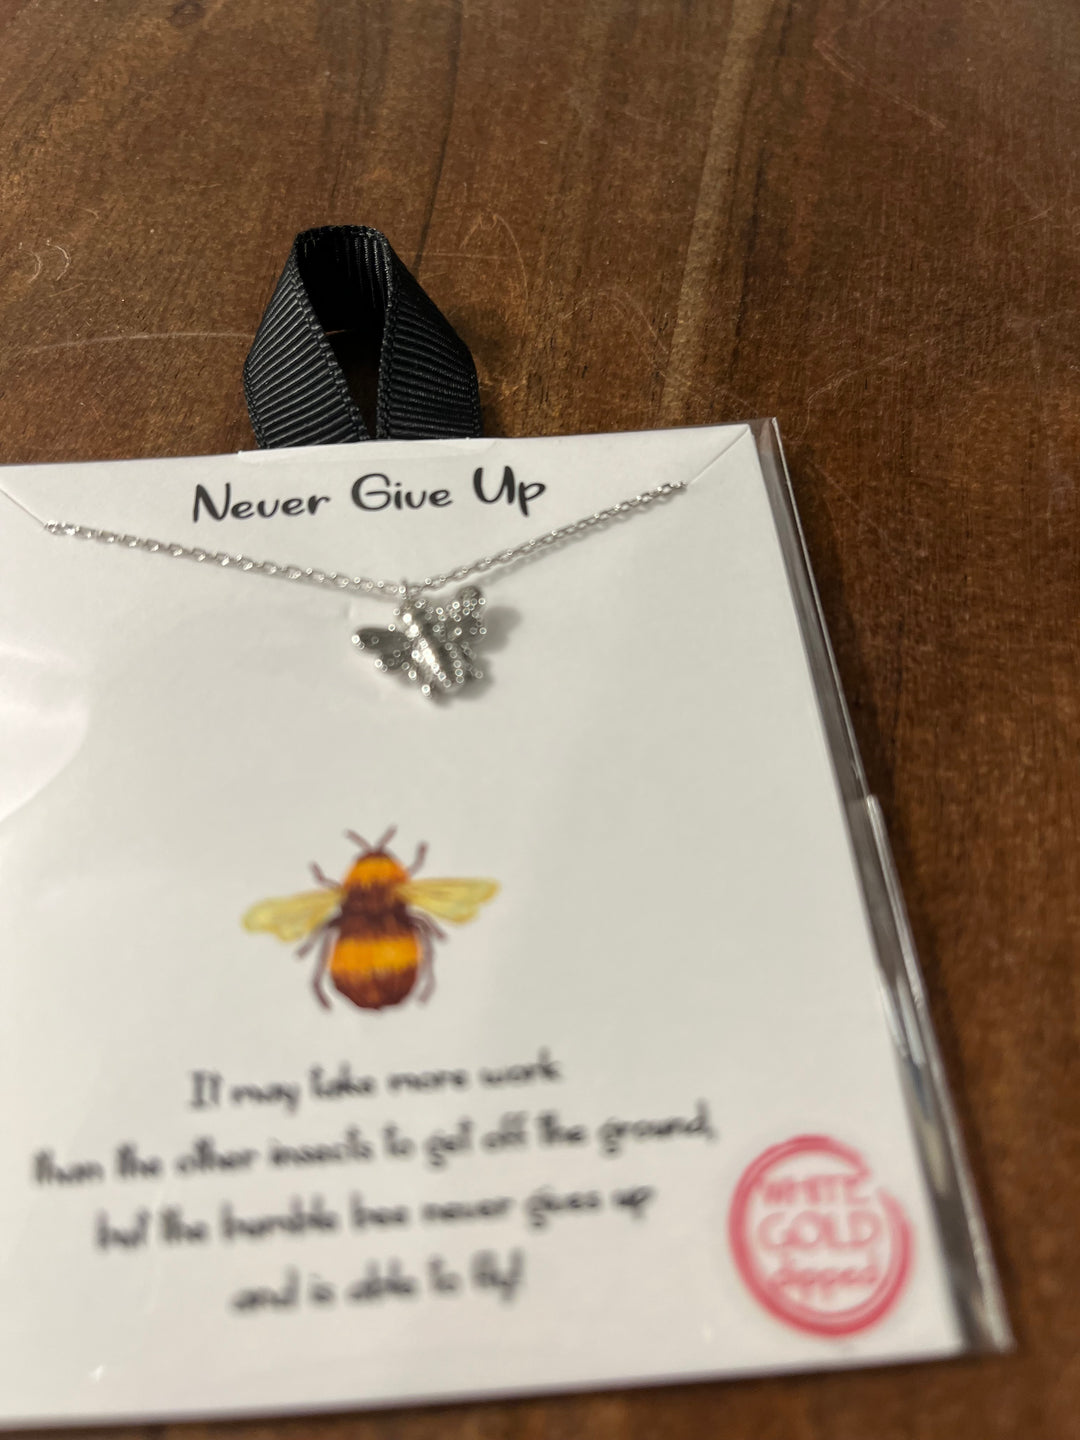 Never Give Up
It may take more work
than the other insects to get off the ground,
but the humble bee never gives up
and is able to fly!
WHITE
GOLD
dipped